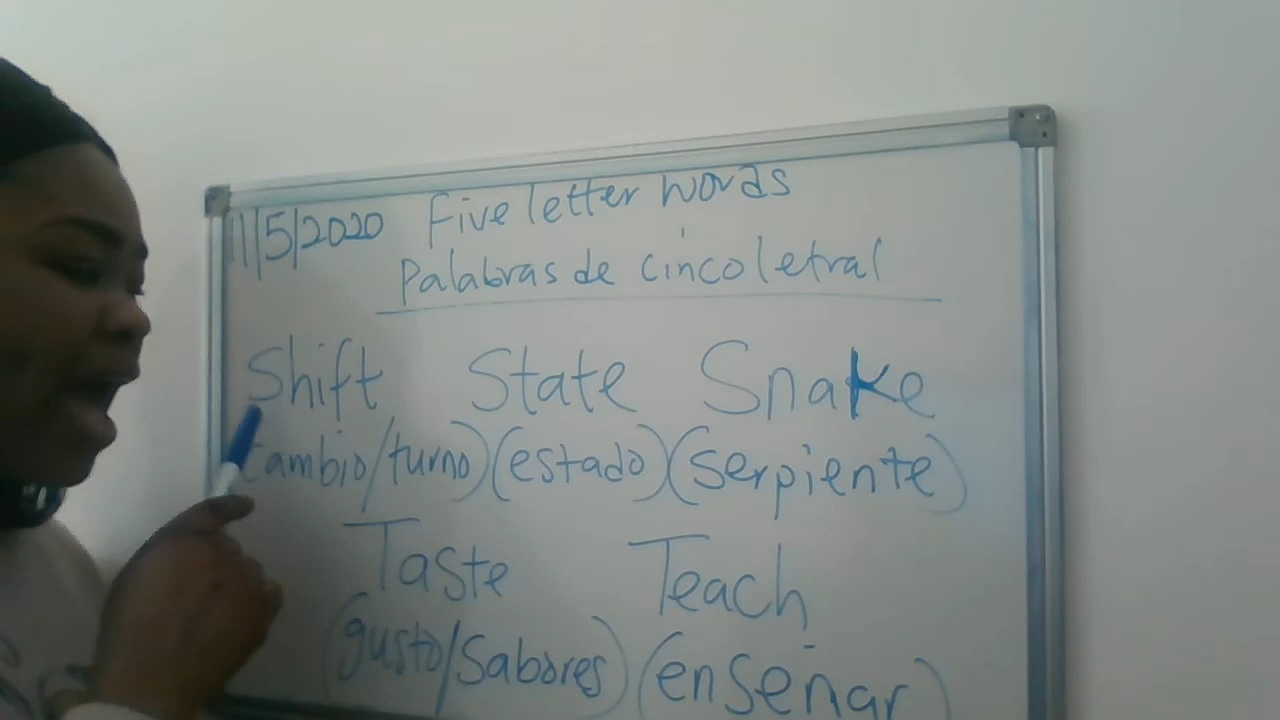 11/5/2020 Five letter words
Palabras de cinco letral
Shift State Snake
(cambio/turno) (estado) (serpiente)
Taste Teach
(gusto/Sabores) (enseñar)